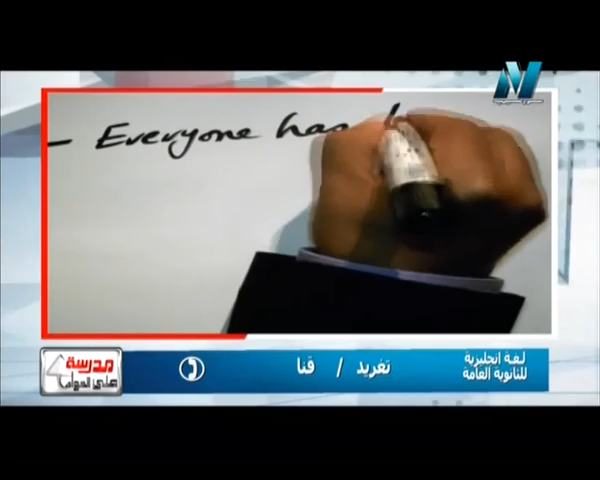 - Everyone has
تغريد / قنا
لغة انجليزية
للثانوية العامة
مدرسة
على الهواء